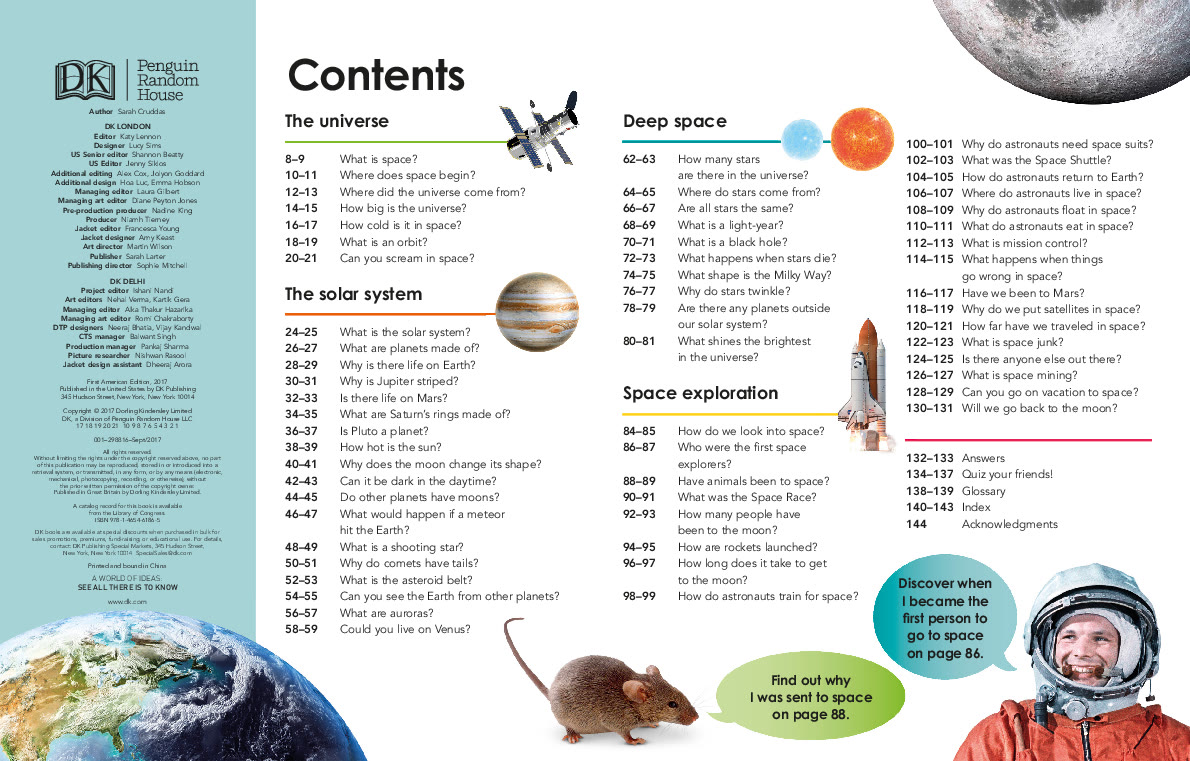 DK
Penguin
Random
House
Author Sarah Cruddas
DK LONDON
Editor Katy Lennon
Designer Lucy Sims
US Senior editor Shannon Beatty
US Editor Jenny Siklos
Additional editing Alex Cox, Jolyon Goddard
Additional design Hoa Luc, Emma Hobson
Managing editor Laura Gilbert
Managing art editor Diane Peyton Jones
Pre-production producer Nadine King
Producer Niamh Tierney
Jacket editor Francesca Young
Jacket designer Amy Keast
Art director Martin Wilson
Publisher Sarah Larter
Publishing director Sophie Mitchell
DK DELHI
Project editor Ishani Nandi
Art editors Nehal Verma, Kartik Gera
Managing editor Alka Thakur Hazarika
Managing art editor Romi Chakraborty
DTP designers Neeraj Bhatia, Vijay Kandwal
CTS manager Balwant Singh
Production manager Pankaj Sharma
Picture researcher Nishwan Rasool
Jacket design assistant Dheeraj Arora
First American Edition, 2017
Published in the United States by DK Publishing
345 Hudson Street, New York, New York 10014
Copyright © 2017 Dorling Kindersley Limited
DK, a Division of Penguin Random House LLC
17 18 19 20 21 10 9 8 7 6 5 4 3 2 1
001–298816–Sept/2017
All rights reserved.
Without limiting the rights under the copyright reserved above, no part
of this publication may be reproduced, stored in or introduced into a
retrieval system, or transmitted, in any form, or by any means (electronic,
mechanical, photocopying, recording, or otherwise), without
the prior written permission of the copyright owner.
Published in Great Britain by Dorling Kindersley Limited.
A catalog record for this book is available
from the Library of Congress.
ISBN 978-1-4654-6186-5
DK books are available at special discounts when purchased in bulk for
sales promotions, premiums, fundraising, or educational use. For details,
contact: DK Publishing Special Markets, 345 Hudson Street,
New York, New York 10014 SpecialSales@dk.com
Printed and bound in China
A WORLD OF IDEAS:
SEE ALL THERE IS TO KNOW
www.dk.com
Contents
The universe
8–9 What is space?
10–11 Where does space begin?
12–13 Where did the universe come from?
14–15 How big is the universe?
16–17 How cold is it in space?
18–19 What is an orbit?
20–21 Can you scream in space?
The solar system
24–25 What is the solar system?
26–27 What are planets made of?
28–29 Why is there life on Earth?
30–31 Why is Jupiter striped?
32–33 Is there life on Mars?
34–35 What are Saturn's rings made of?
36–37 Is Pluto a planet?
38–39 How hot is the sun?
40–41 Why does the moon change its shape?
42–43 Can it be dark in the daytime?
44–45 Do other planets have moons?
46–47 What would happen if a meteor
hit the Earth?
48–49 What is a shooting star?
50–51 Why do comets have tails?
52–53 What is the asteroid belt?
54–55 Can you see the Earth from other planets?
56–57 What are auroras?
58–59 Could you live on Venus?
Deep space
62–63 How many stars
are there in the universe?
64–65 Where do stars come from?
66–67 Are all stars the same?
68–69 What is a light-year?
70–71 What is a black hole?
72–73 What happens when stars die?
74–75 What shape is the Milky Way?
76–77 Why do stars twinkle?
78–79 Are there any planets outside
our solar system?
80–81 What shines the brightest
in the universe?
Space exploration
84–85 How do we look into space?
86–87 Who were the first space
explorers?
88–89 Have animals been to space?
90–91 What was the Space Race?
92–93 How many people have
been to the moon?
94–95 How are rockets launched?
96–97 How long does it take to get
to the moon?
98–99 How do astronauts train for space?
100–101 Why do astronauts need space suits?
102–103 What was the Space Shuttle?
104–105 How do astronauts return to Earth?
106–107 Where do astronauts live in space?
108–109 Why do astronauts float in space?
110–111 What do astronauts eat in space?
112–113 What is mission control?
114–115 What happens when things
go wrong in space?
116–117 Have we been to Mars?
118–119 Why do we put satellites in space?
120–121 How far have we traveled in space?
122–123 What is space junk?
124–125 Is there anyone else out there?
126–127 What is space mining?
128–129 Can you go on vacation to space?
130–131 Will we go back to the moon?
132–133 Answers
134–137 Quiz your friends!
138–139 Glossary
140–143 Index
144 Acknowledgments
Discover when
I became the
first person to
go to space
on page 86.
Find out why
I was sent to space
on page 88.